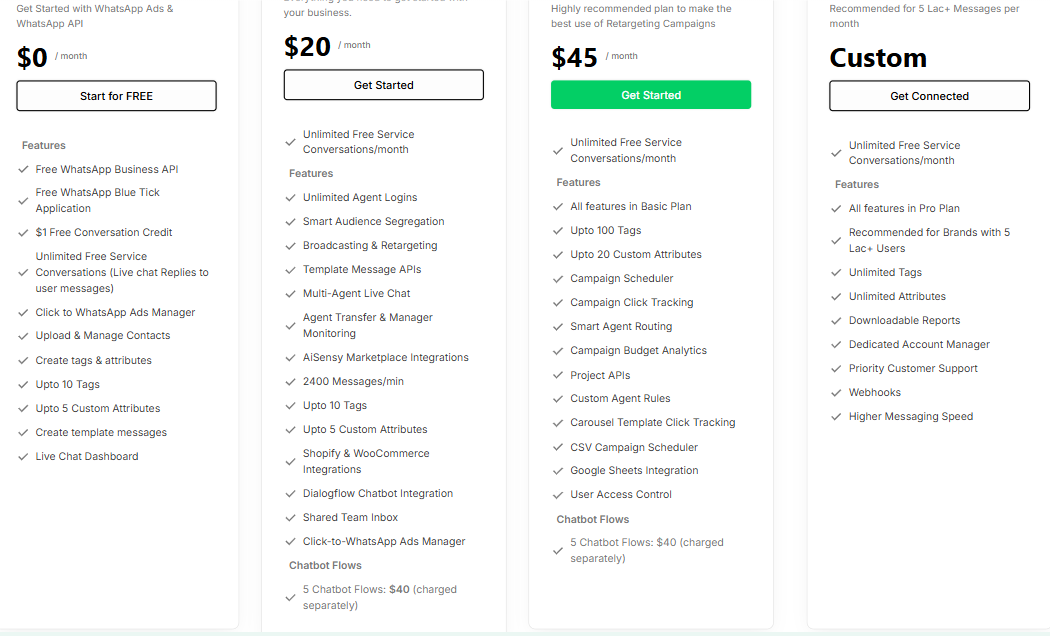 Get Started with WhatsApp Ads &
WhatsApp API
$0 / month
Start for FREE
Features
Free WhatsApp Business API
Free WhatsApp Blue Tick
Application
$1 Free Conversation Credit
Unlimited Free Service
Conversations (Live chat Replies to
user messages)
Click to WhatsApp Ads Manager
Upload & Manage Contacts
Create tags & attributes
Upto 10 Tags
Upto 5 Custom Attributes
Create template messages
Live Chat Dashboard
your business.
$20 / month
Get Started
Unlimited Free Service
Conversations/month
Features
Unlimited Agent Logins
Smart Audience Segregation
Broadcasting & Retargeting
Template Message APIs
Multi-Agent Live Chat
Agent Transfer & Manager
Monitoring
AiSensy Marketplace Integrations
2400 Messages/min
Upto 10 Tags
Upto 5 Custom Attributes
Shopify & WooCommerce
Integrations
Dialogflow Chatbot Integration
Shared Team Inbox
Click-to-WhatsApp Ads Manager
Chatbot Flows
5 Chatbot Flows: $40 (charged
separately)
Highly recommended plan to make the
best use of Retargeting Campaigns
$45 / month
Get Started
Unlimited Free Service
Conversations/month
Features
All features in Basic Plan
Upto 100 Tags
Upto 20 Custom Attributes
Campaign Scheduler
Campaign Click Tracking
Smart Agent Routing
Campaign Budget Analytics
Project APIs
Custom Agent Rules
Carousel Template Click Tracking
CSV Campaign Scheduler
Google Sheets Integration
User Access Control
Chatbot Flows
5 Chatbot Flows: $40 (charged
separately)
Recommended for 5 Lac+ Messages per
month
Custom
Get Connected
Unlimited Free Service
Conversations/month
Features
All features in Pro Plan
Recommended for Brands with 5
Lac+ Users
Unlimited Tags
Unlimited Attributes
Downloadable Reports
Dedicated Account Manager
Priority Customer Support
Webhooks
Higher Messaging Speed